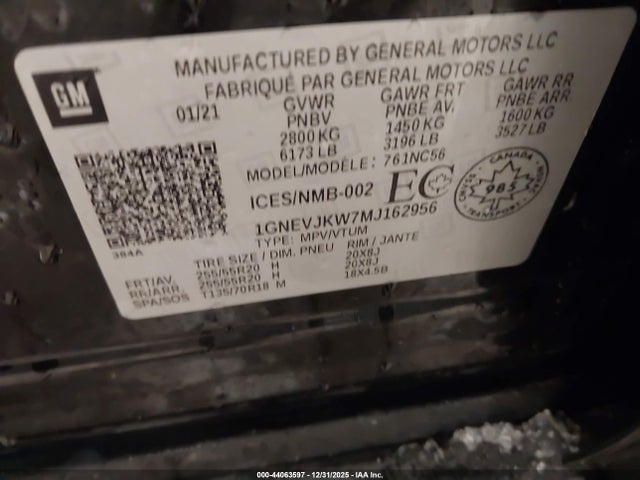 MANUFACTURED BY GENERAL MOTORS LLC
FABRIQUÉ PAR GENERAL MOTORS LLC
GM
01/21 GVWR GAWR FRT GAWR RR
PNBV PNBE AV. PNBE ARR
2800 KG 1450 KG 1600 KG
6173 LB 3196 LB 3527 LB
MODEL/MODÈLE: 761NC56
ICES/NMB-002 EC
CANADA
985
TRANSPORT
1GNEVJKW7MJ162956
TYPE: MPV/VTUM
384A
TIRE SIZE / DIM. PNEU RIM / JANTE
FRT/AV. 255/55R20 H 20X8J
RR/ARR. 255/55R20 H 20X8J
SPA/SOS T135/70R18 M 18X4.5B
000-44063597 - 12/31/2025 - IAA Inc.